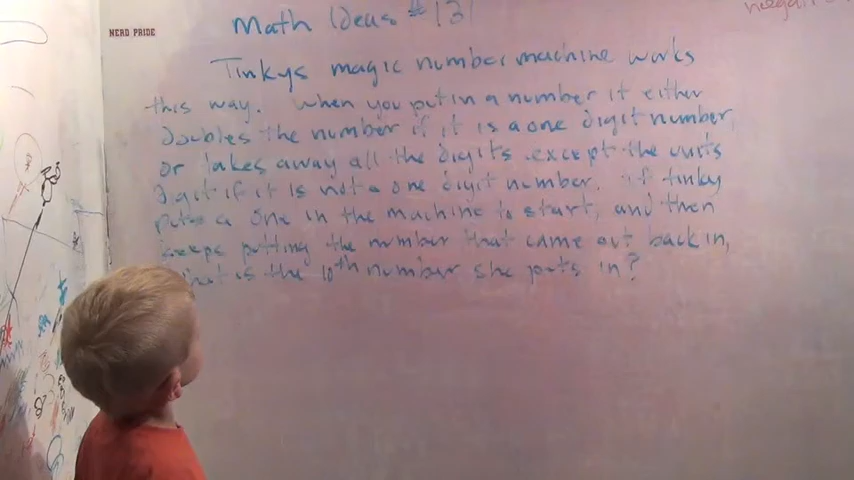 NERD PRIDE
Math Ideas #131
Tinkys magic number machine works
this way. When you put in a number it either
doubles the number if it is a one digit number,
or takes away all the digits except the units
digit if it is not a one digit number. If tinky
puts a one in the machine to start, and then
keeps putting the number that came out back in,
what is the 10th number she puts in?